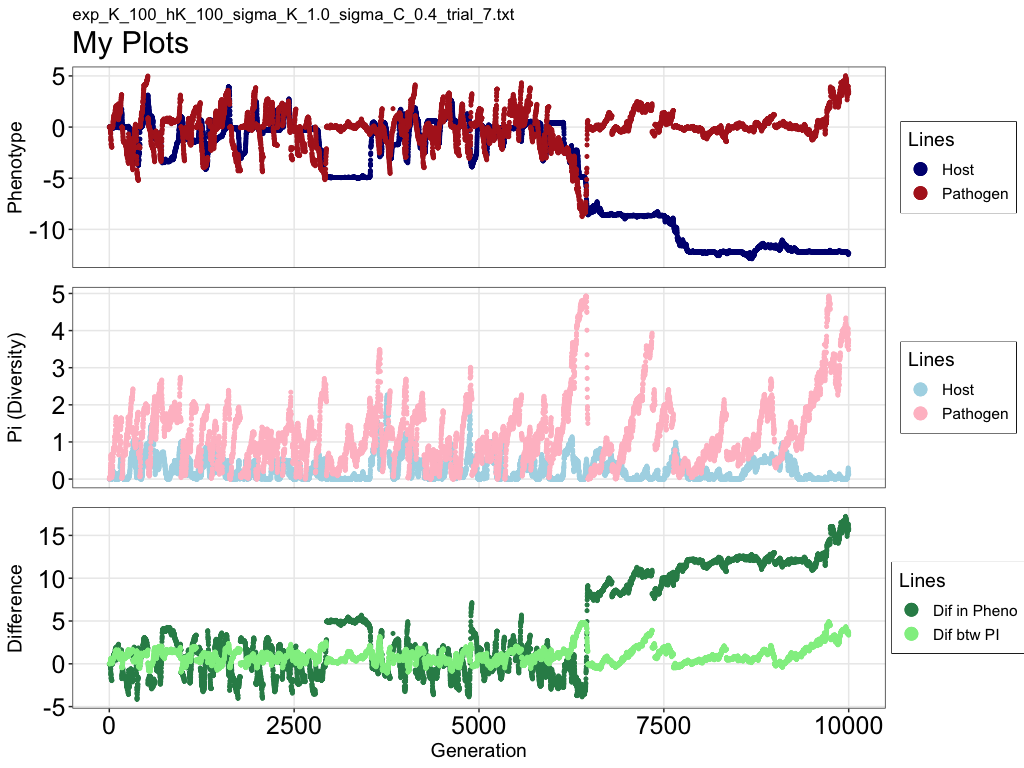 exp_K_100_hK_100_sigma_K_1.0_sigma_C_0.4_trial_7.txt
My Plots
Phenotype
5
0
-5
-10
Lines
Host
Pathogen
Pi (Diversity)
5
4
3
2
1
0
Lines
Host
Pathogen
Difference
15
10
5
0
-5
Lines
Dif in Pheno
Dif btw PI
0 2500 5000 7500 10000
Generation